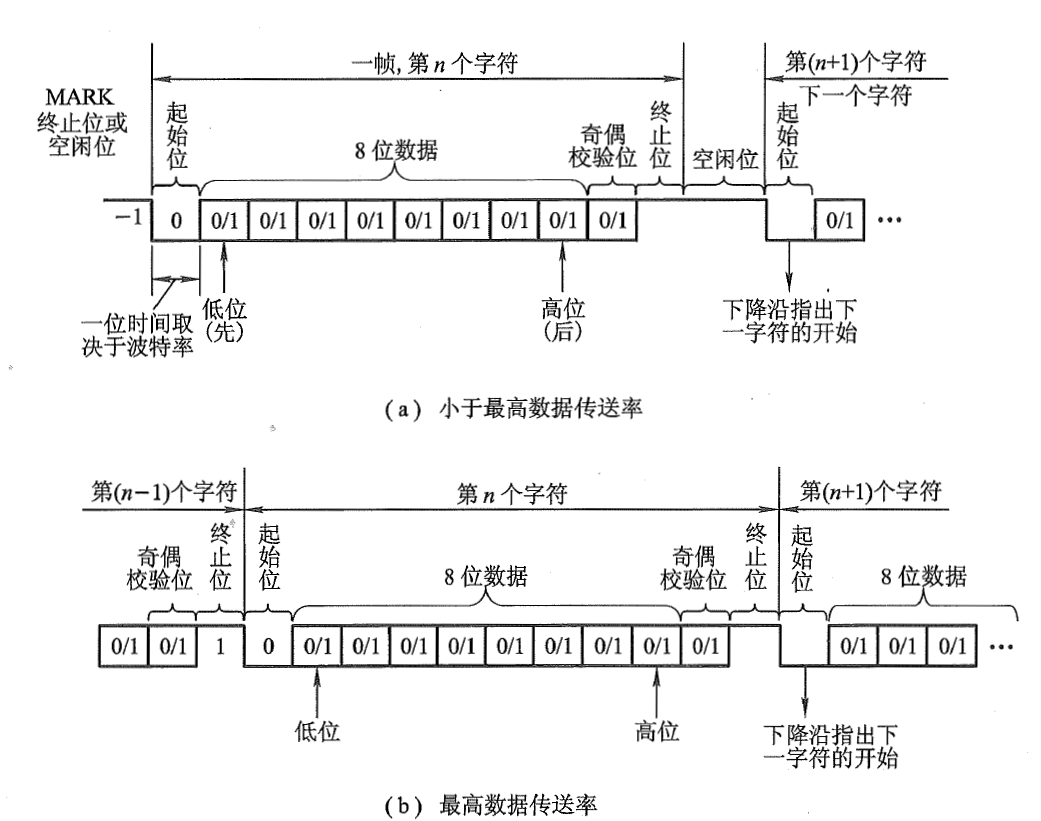 一帧,第 n 个字符
第(n+1)个字符
下一个字符
MARK
终止位或
空闲位
起始位
8 位数据
奇偶
校验位
终止位
空闲位
起始位
-1
0
0/1
0/1
0/1
0/1
0/1
0/1
0/1
0/1
0/1
0/1
...
一位时间取
决于波特率
低位
(先)
高位
(后)
下降沿指出下
一字符的开始
(a) 小于最高数据传送率
第(n-1)个字符
第 n 个字符
第(n+1)个字符
奇偶
校验位
终止位
起始位
8 位数据
奇偶
校验位
终止位
起始位
8 位数据
0/1
0/1
1
0
0/1
0/1
0/1
0/1
0/1
0/1
0/1
0/1
0/1
0/1
0/1
0/1
...
低位
高位
下降沿指出下
一字符的开始
(b) 最高数据传送率